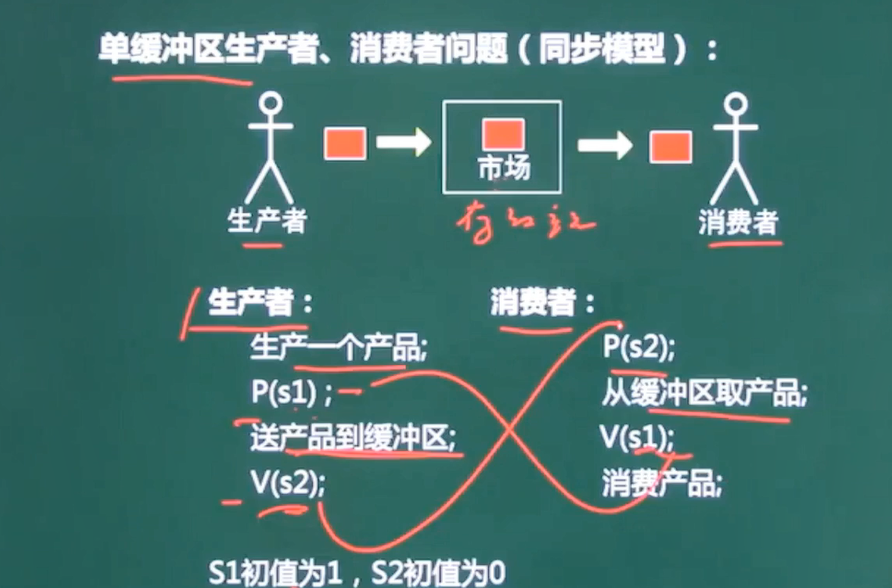 单缓冲区生产者、消费者问题（同步模型）：
市场
生产者
消费者
生产者：
生产一个产品;
P(s1) ;
送产品到缓冲区;
V(s2);
消费者：
P(s2);
从缓冲区取产品;
V(s1);
消费产品;
S1初值为1，S2初值为0